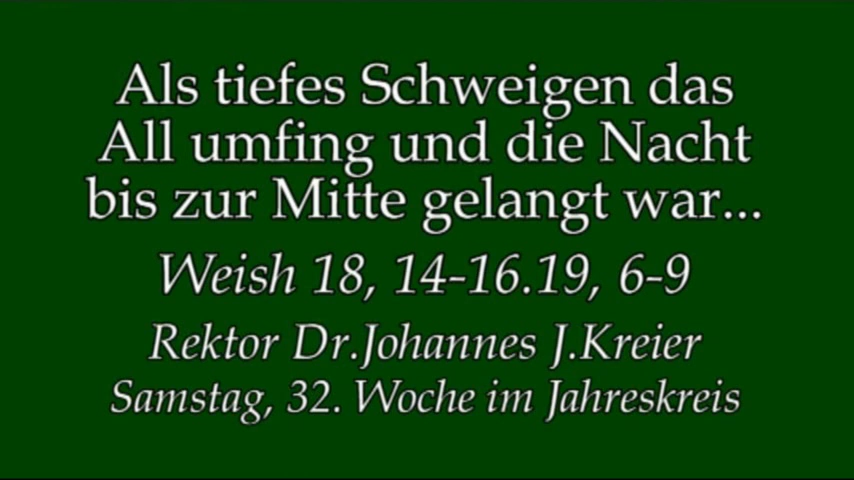 Als tiefes Schweigen das
All umfing und die Nacht
bis zur Mitte gelangt war...
Weish 18, 14-16.19, 6-9
Rektor Dr.Johannes J.Kreier
Samstag, 32. Woche im Jahreskreis